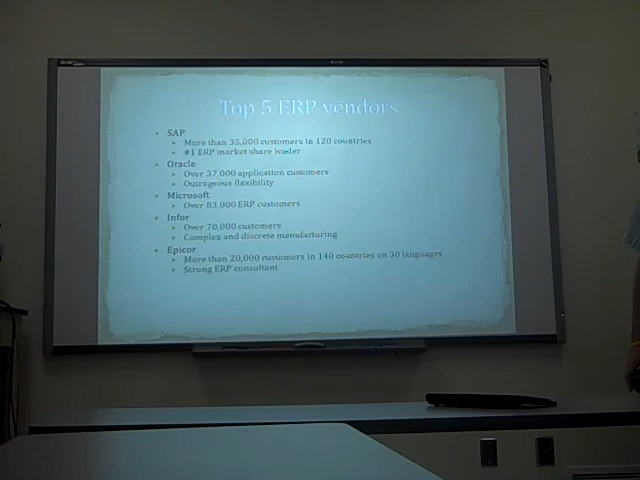 Top 5 ERP vendors
SAP
More than 35,000 customers in 120 countries
#1 ERP market share leader
Oracle
Over 37,000 application customers
Outrageous flexibility
Microsoft
Over 83,000 ERP customers
Infor
Over 70,000 customers
Complex and discrete manufacturing
Epicor
More than 20,000 customers in 140 countries on 30 languages
Strong ERP consultant